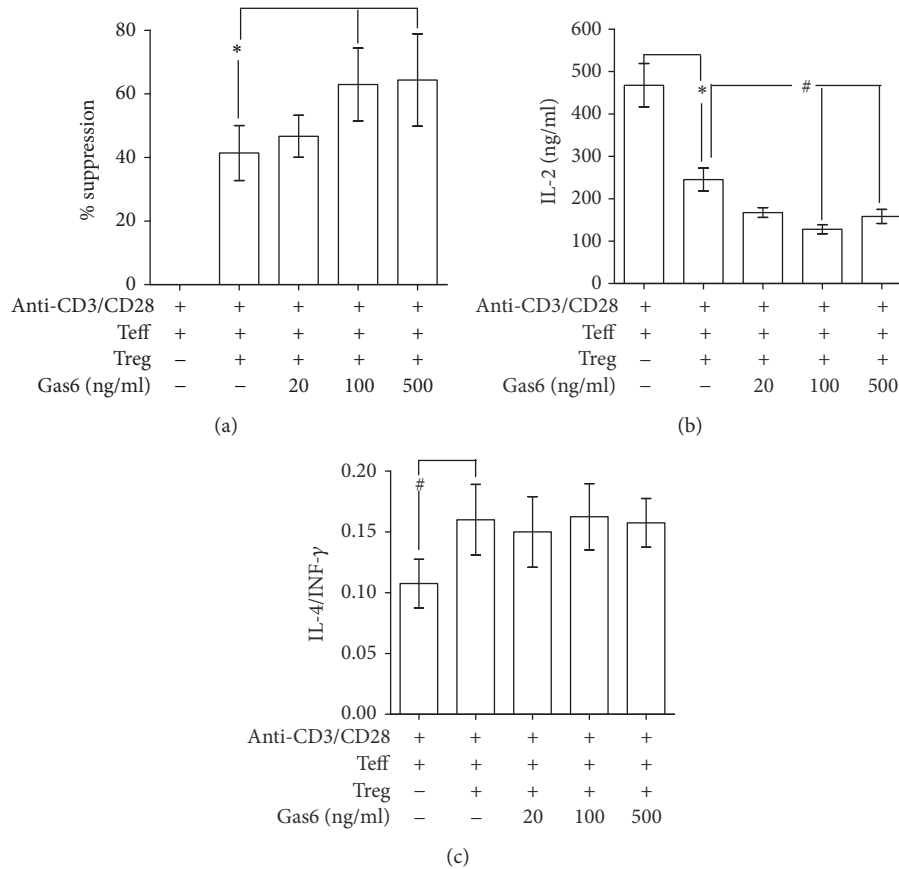 80
60
40
20
0
% suppression
*
Anti-CD3/CD28 + + + + +
Teff + + + + +
Treg − + + + +
Gas6 (ng/ml) − − 20 100 500
(a)
600
500
400
300
200
100
0
IL-2 (ng/ml)
* #
Anti-CD3/CD28 + + + + +
Teff + + + + +
Treg − + + + +
Gas6 (ng/ml) − − 20 100 500
(b)
0.20
0.15
0.10
0.05
0.00
IL-4/INF-γ
#
Anti-CD3/CD28 + + + + +
Teff + + + + +
Treg − + + + +
Gas6 (ng/ml) − − 20 100 500
(c)